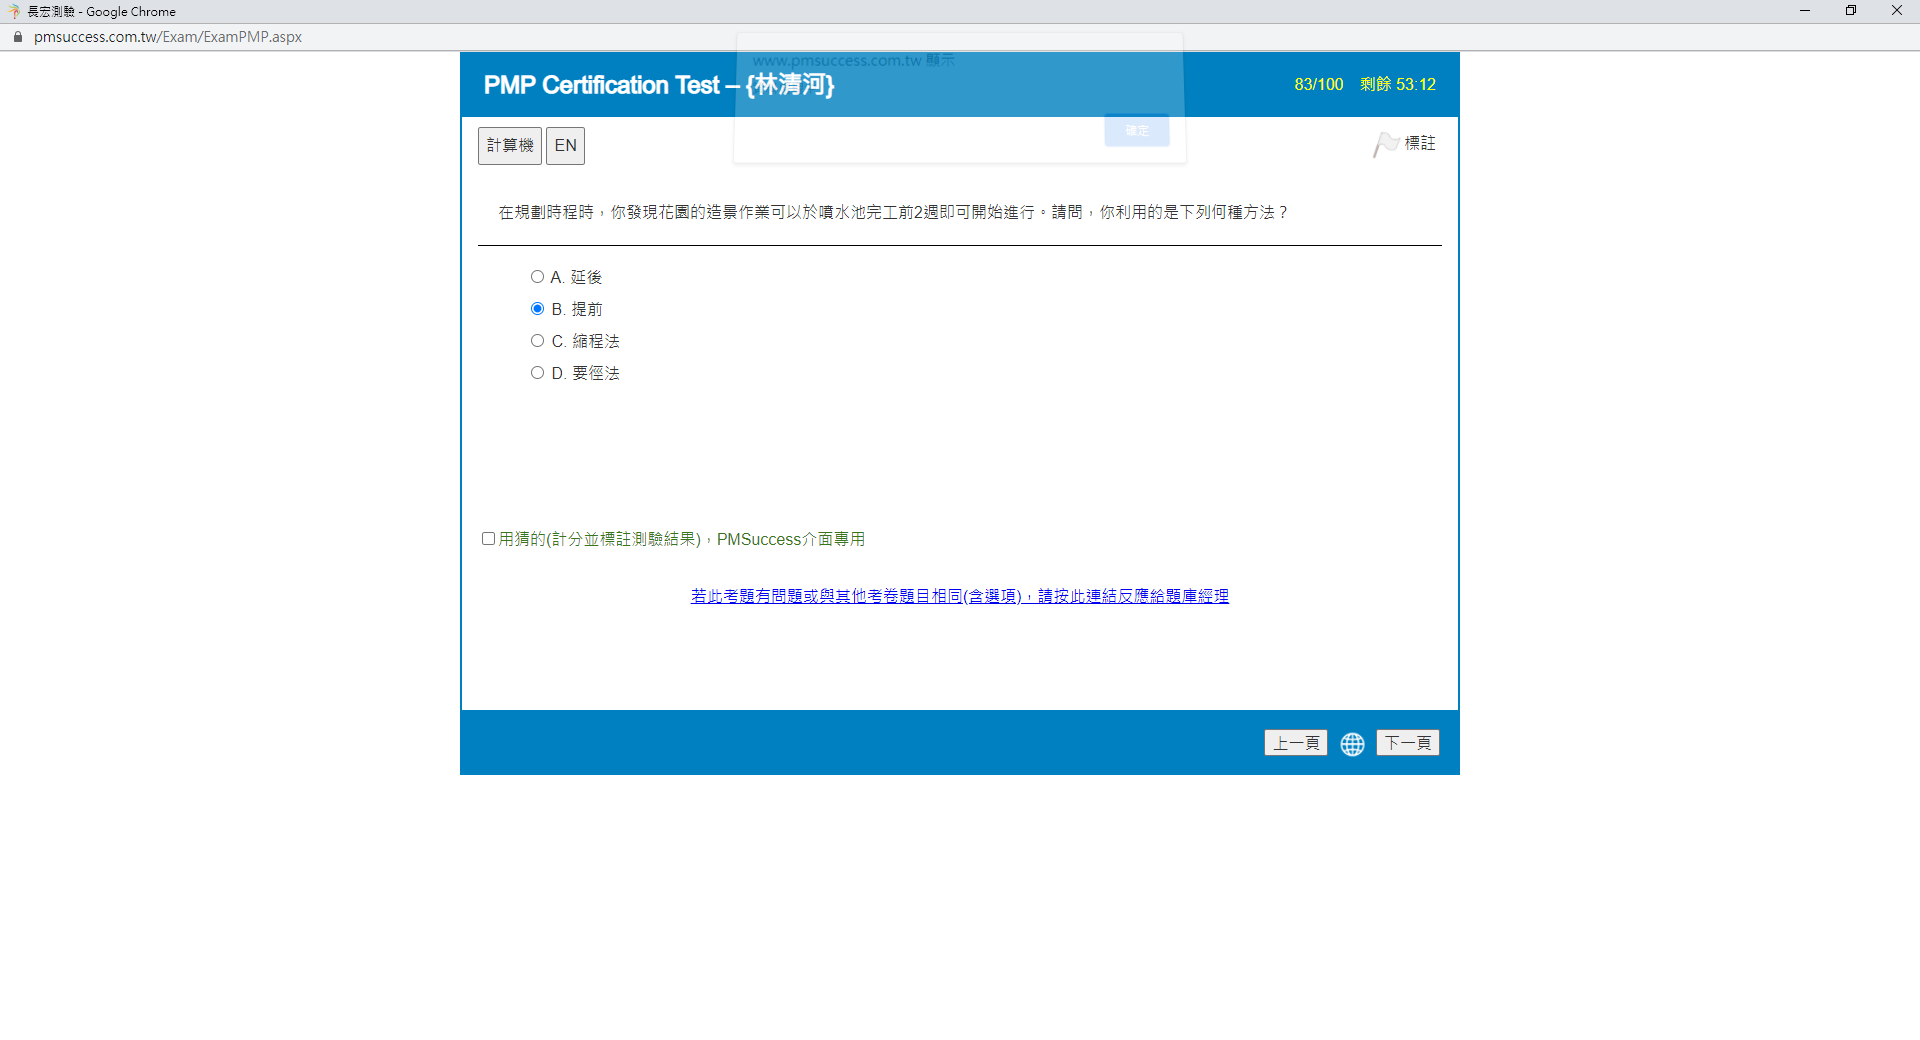 長宏測驗 - Google Chrome
pmsuccess.com.tw/Exam/ExamPMP.aspx
www.pmsuccess.com.tw 顯示
PMP Certification Test – {林清河}
83/100 剩餘 53:12
確定
計算機 EN
標註
在規劃時程時，你發現花園的造景作業可以於噴水池完工前2週即可開始進行。請問，你利用的是下列何種方法？
A. 延後
B. 提前
C. 縮程法
D. 要徑法
用猜的(計分並標註測驗結果)，PMSuccess介面專用
若此考題有問題或與其他考卷題目相同(含選項)，請按此連結反應給題庫經理
上一頁 下一頁